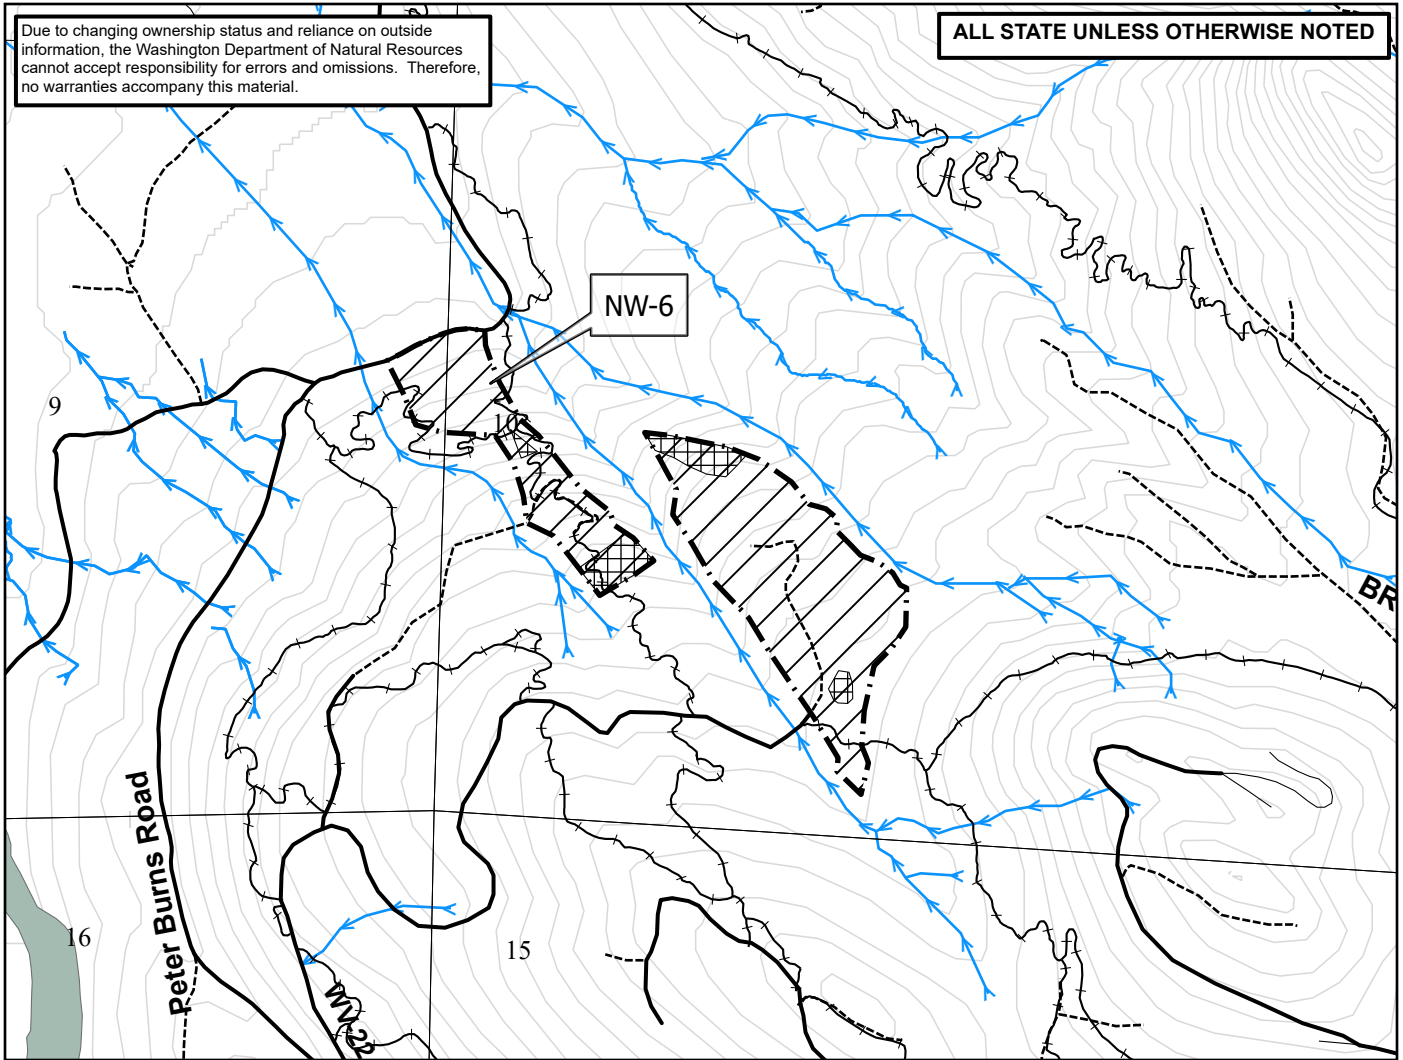 Due to changing ownership status and reliance on outside
information, the Washington Department of Natural Resources
cannot accept responsibility for errors and omissions. Therefore,
no warranties accompany this material.
ALL STATE UNLESS OTHERWISE NOTED
NW-6
9
10
BR
Peter Burns Road
16
15
WV-22